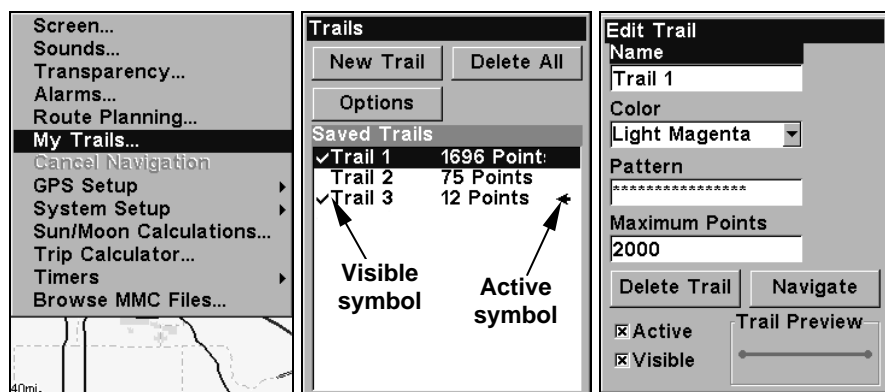 Screen...
Sounds...
Transparency...
Alarms...
Route Planning...
My Trails...
Cancel Navigation
GPS Setup
System Setup
Sun/Moon Calculations...
Trip Calculator...
Timers
Browse MMC Files...
40mi.
Trails
New Trail Delete All
Options
Saved Trails
Trail 1 1696 Point
Trail 2 75 Points
Trail 3 12 Points
Visible symbol
Active symbol
Edit Trail
Name
Trail 1
Color
Light Magenta
Pattern
****************
Maximum Points
2000
Delete Trail Navigate
Active
Visible
Trail Preview